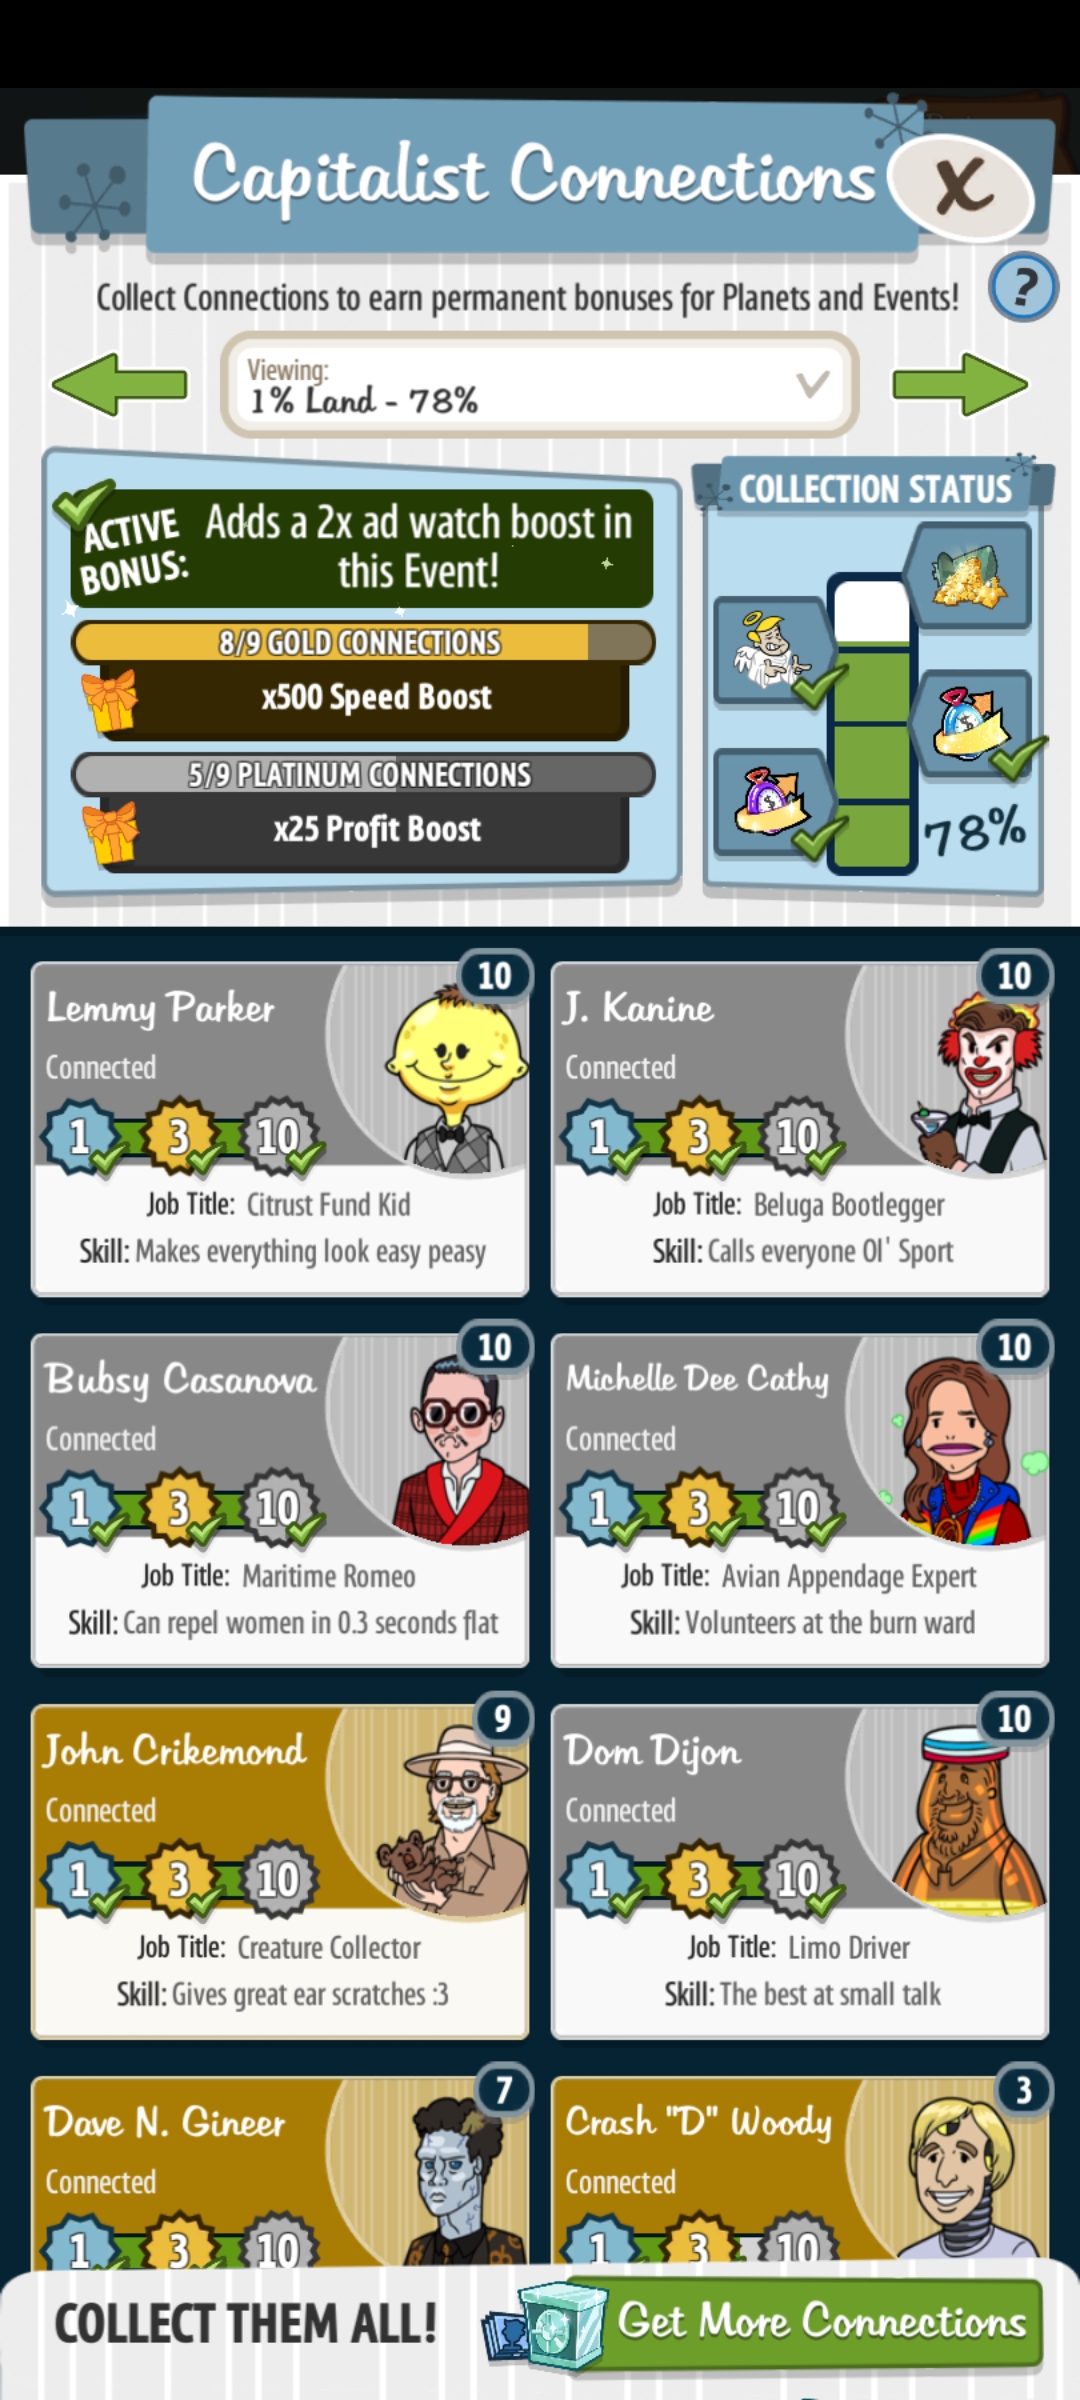 Capitalist Connections
X
?
Collect Connections to earn permanent bonuses for Planets and Events!
Viewing:
1% Land - 78%
ACTIVE BONUS:
Adds a 2x ad watch boost in
this Event!
8/9 GOLD CONNECTIONS
x500 Speed Boost
5/9 PLATINUM CONNECTIONS
x25 Profit Boost
COLLECTION STATUS
78%
10
Lemmy Parker
Connected
1 3 10
Job Title: Citrust Fund Kid
Skill: Makes everything look easy peasy
10
J. Kanine
Connected
1 3 10
Job Title: Beluga Bootlegger
Skill: Calls everyone Ol' Sport
10
Bubsy Casanova
Connected
1 3 10
Job Title: Maritime Romeo
Skill: Can repel women in 0.3 seconds flat
10
Michelle Dee Cathy
Connected
1 3 10
Job Title: Avian Appendage Expert
Skill: Volunteers at the burn ward
9
John Crikemond
Connected
1 3 10
Job Title: Creature Collector
Skill: Gives great ear scratches :3
10
Dom Dijon
Connected
1 3 10
Job Title: Limo Driver
Skill: The best at small talk
7
Dave N. Gineer
Connected
1 3 10
3
Crash "D" Woody
Connected
1 3 10
COLLECT THEM ALL!
Get More Connections